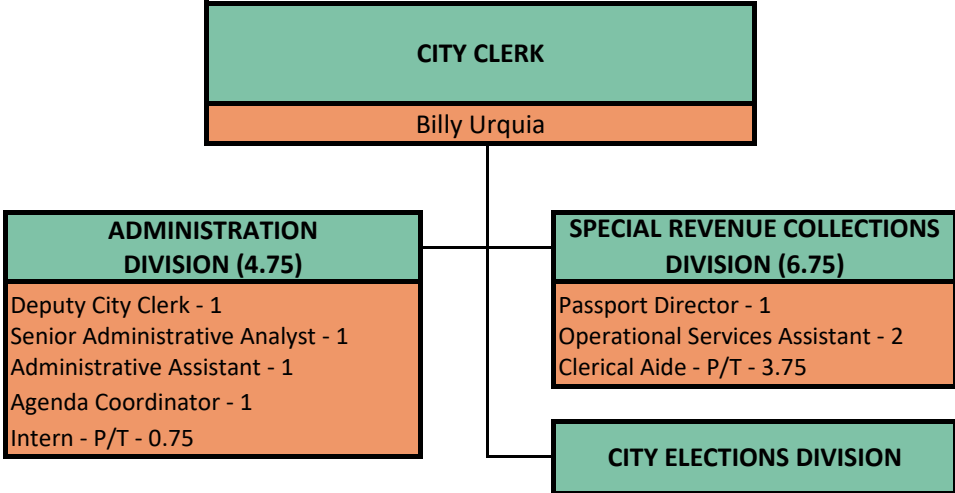 CITY CLERK
Billy Urquia
ADMINISTRATION
DIVISION (4.75)
Deputy City Clerk - 1
Senior Administrative Analyst - 1
Administrative Assistant - 1
Agenda Coordinator - 1
Intern - P/T - 0.75
SPECIAL REVENUE COLLECTIONS
DIVISION (6.75)
Passport Director - 1
Operational Services Assistant - 2
Clerical Aide - P/T - 3.75
CITY ELECTIONS DIVISION